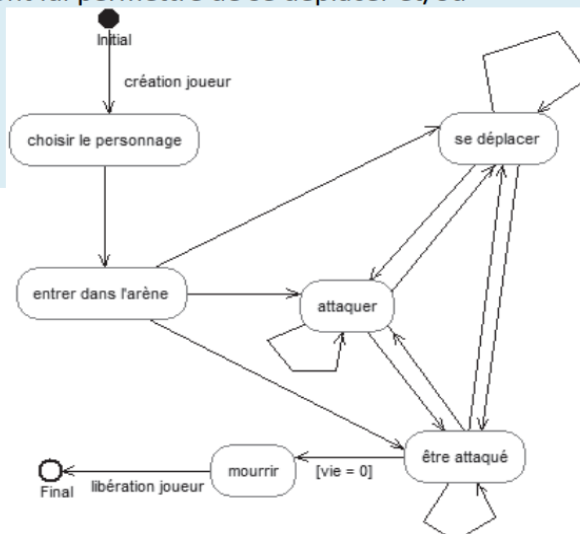 Initial
création joueur
choisir le personnage
se déplacer
entrer dans l'arène
attaquer
être attaqué
mourrir
[vie = 0]
libération joueur
Final